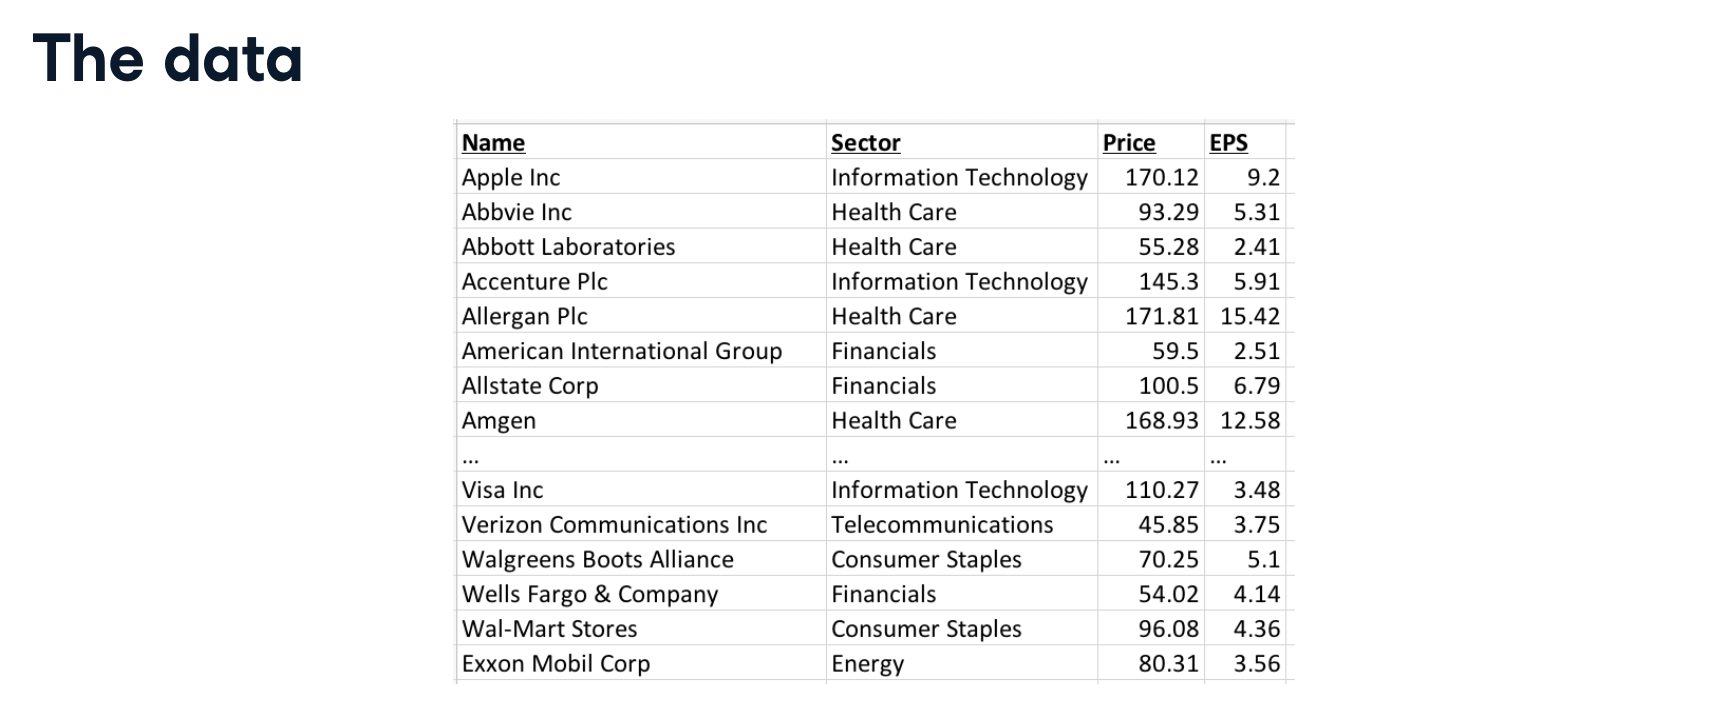 The data
Name Sector Price EPS
Apple Inc Information Technology 170.12 9.2
Abbvie Inc Health Care 93.29 5.31
Abbott Laboratories Health Care 55.28 2.41
Accenture Plc Information Technology 145.3 5.91
Allergan Plc Health Care 171.81 15.42
American International Group Financials 59.5 2.51
Allstate Corp Financials 100.5 6.79
Amgen Health Care 168.93 12.58
... ... ... ...
Visa Inc Information Technology 110.27 3.48
Verizon Communications Inc Telecommunications 45.85 3.75
Walgreens Boots Alliance Consumer Staples 70.25 5.1
Wells Fargo & Company Financials 54.02 4.14
Wal-Mart Stores Consumer Staples 96.08 4.36
Exxon Mobil Corp Energy 80.31 3.56